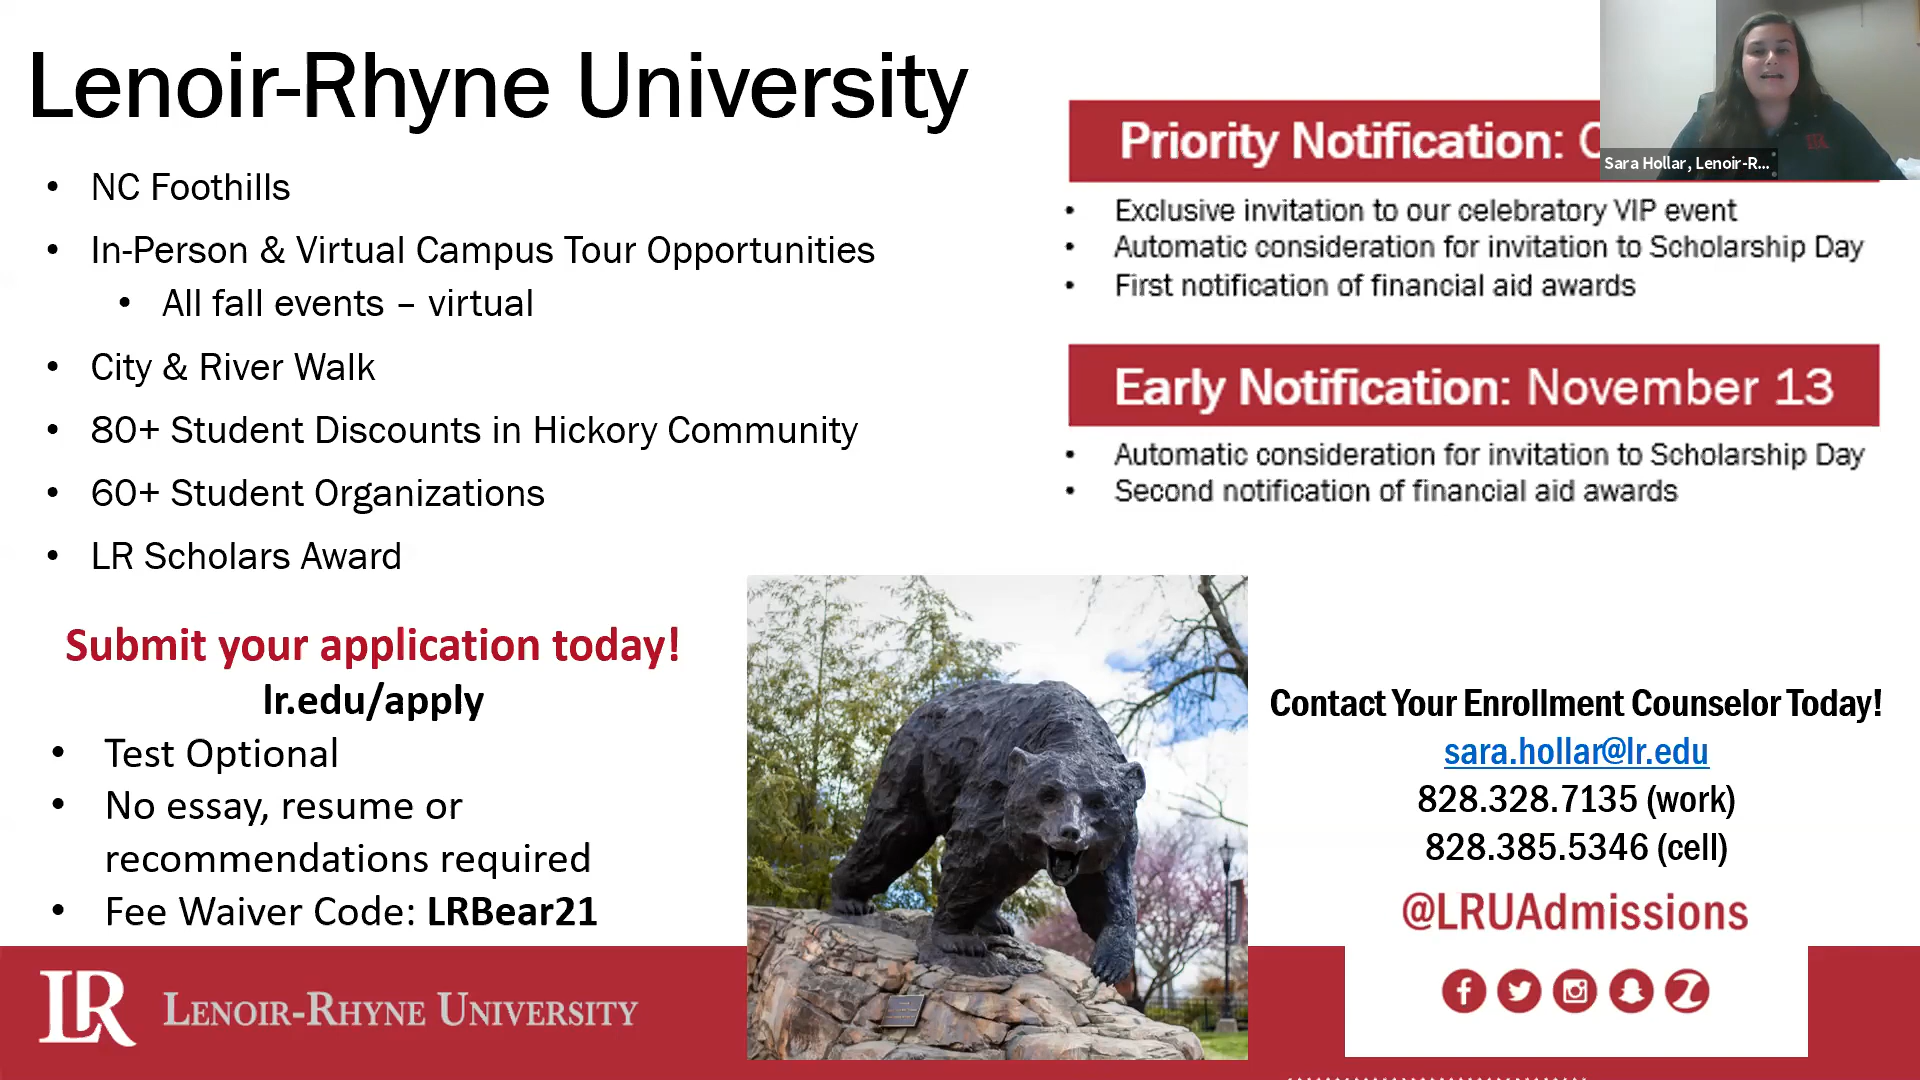 Lenoir-Rhyne University
• NC Foothills
• In-Person & Virtual Campus Tour Opportunities
• All fall events – virtual
• City & River Walk
• 80+ Student Discounts in Hickory Community
• 60+ Student Organizations
• LR Scholars Award
Submit your application today!
lr.edu/apply
• Test Optional
• No essay, resume or
recommendations required
• Fee Waiver Code: LRBear21
LR LENOIR-RHYNE UNIVERSITY
Priority Notification:
• Exclusive invitation to our celebratory VIP event
• Automatic consideration for invitation to Scholarship Day
• First notification of financial aid awards
Early Notification: November 13
• Automatic consideration for invitation to Scholarship Day
• Second notification of financial aid awards
Sara Hollar, Lenoir-R...
LR
Contact Your Enrollment Counselor Today!
sara.hollar@lr.edu
828.328.7135 (work)
828.385.5346 (cell)
@LRUAdmissions